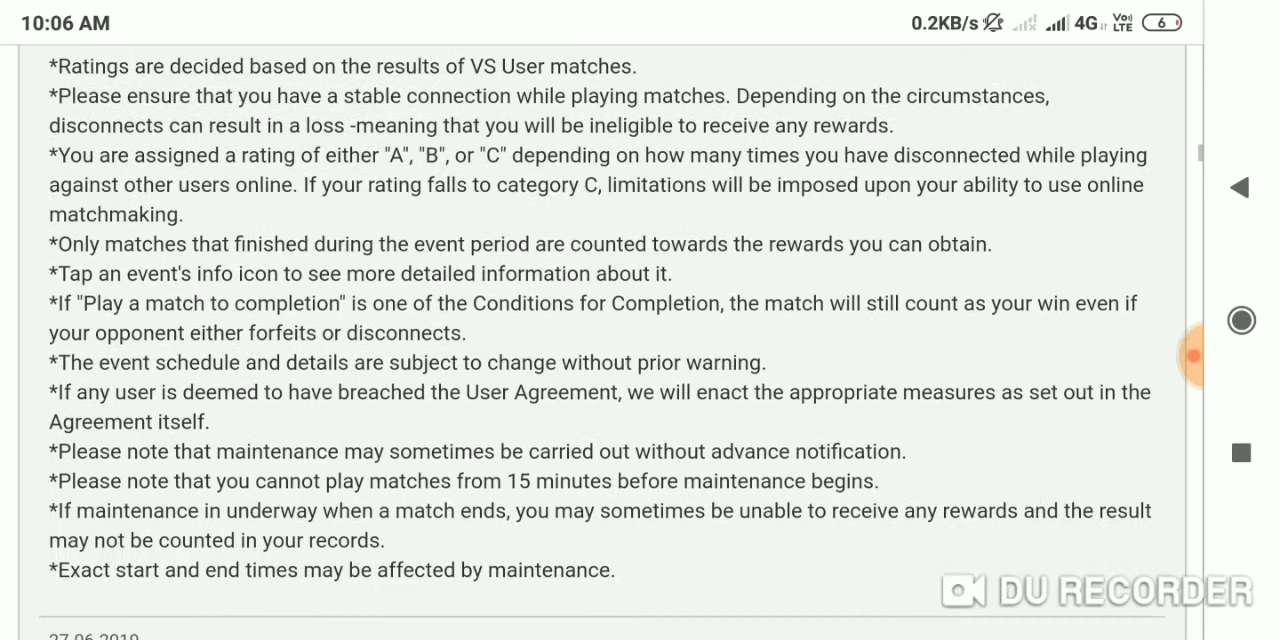 10:06 AM
0.2KB/s 4G Vo) LTE 6
*Ratings are decided based on the results of VS User matches.
*Please ensure that you have a stable connection while playing matches. Depending on the circumstances,
disconnects can result in a loss -meaning that you will be ineligible to receive any rewards.
*You are assigned a rating of either "A", "B", or "C" depending on how many times you have disconnected while playing
against other users online. If your rating falls to category C, limitations will be imposed upon your ability to use online
matchmaking.
*Only matches that finished during the event period are counted towards the rewards you can obtain.
*Tap an event's info icon to see more detailed information about it.
*If "Play a match to completion" is one of the Conditions for Completion, the match will still count as your win even if
your opponent either forfeits or disconnects.
*The event schedule and details are subject to change without prior warning.
*If any user is deemed to have breached the User Agreement, we will enact the appropriate measures as set out in the
Agreement itself.
*Please note that maintenance may sometimes be carried out without advance notification.
*Please note that you cannot play matches from 15 minutes before maintenance begins.
*If maintenance in underway when a match ends, you may sometimes be unable to receive any rewards and the result
may not be counted in your records.
*Exact start and end times may be affected by maintenance.
DU RECORDER
27.06.2019